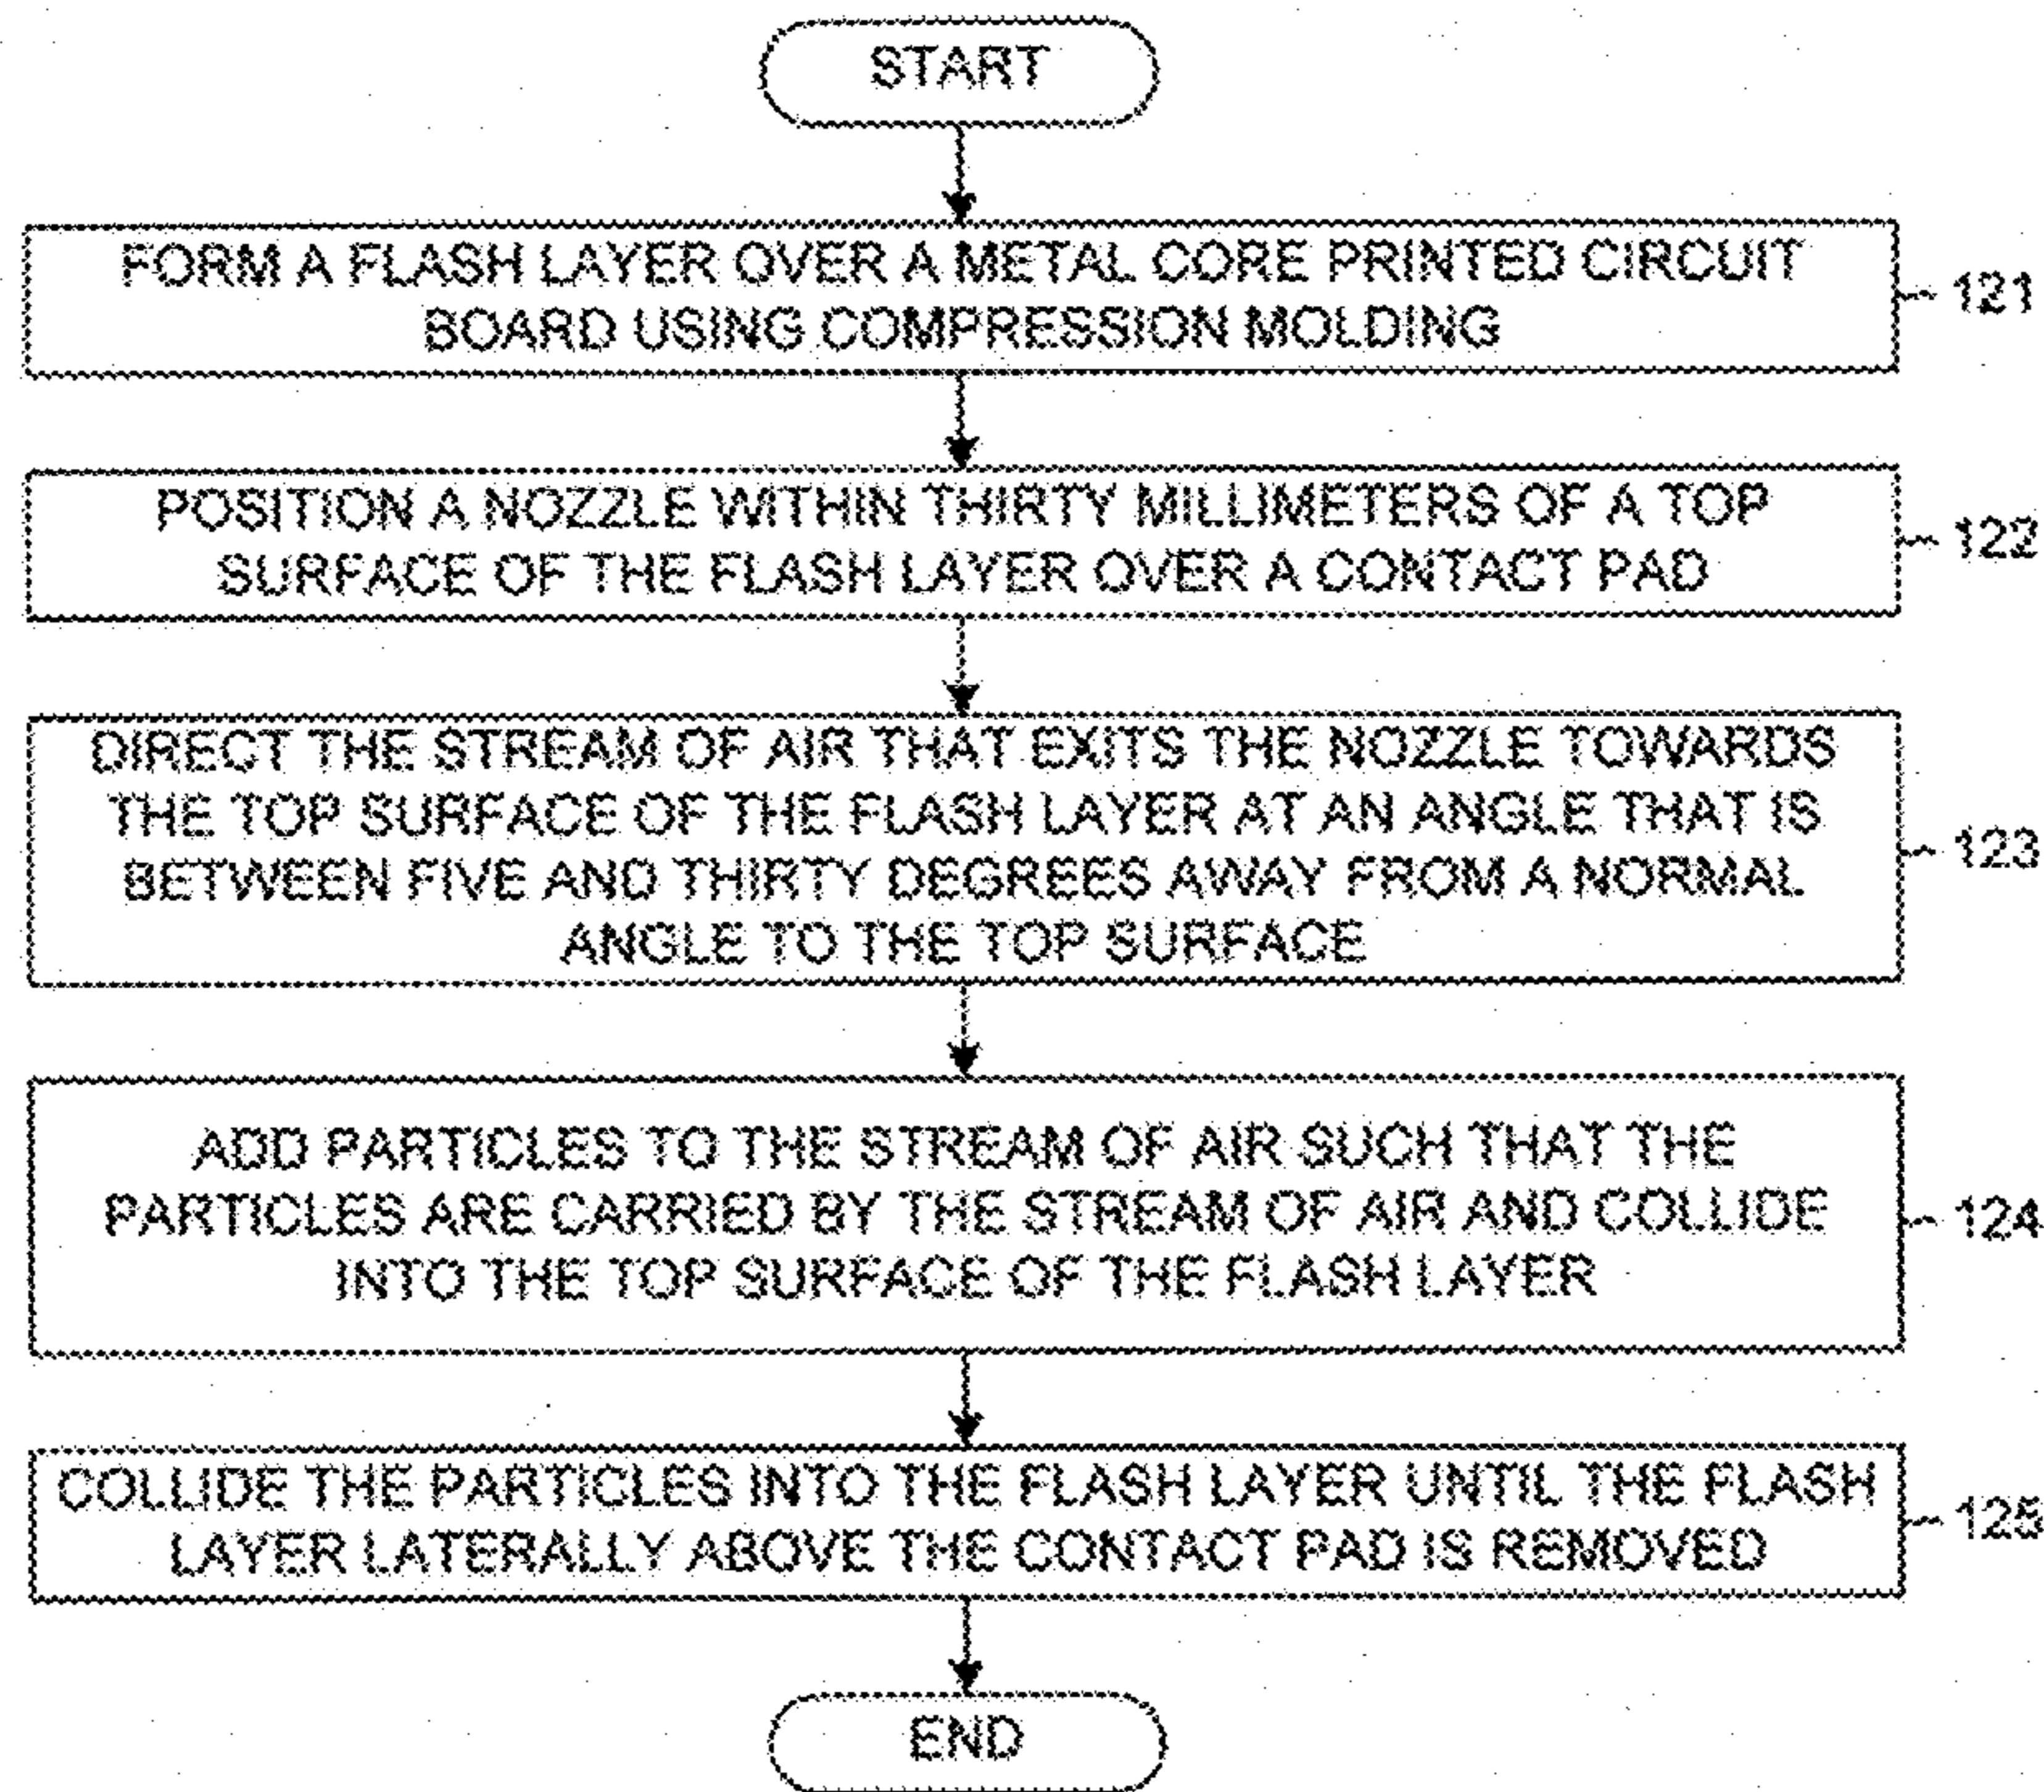 START
FORM A FLASH LAYER OVER A METAL CORE PRINTED CIRCUIT
BOARD USING COMPRESSION MOLDING
121
POSITION A NOZZLE WITHIN THIRTY MILLIMETERS OF A TOP
SURFACE OF THE FLASH LAYER OVER A CONTACT PAD
122
DIRECT THE STREAM OF AIR THAT EXITS THE NOZZLE TOWARDS
THE TOP SURFACE OF THE FLASH LAYER AT AN ANGLE THAT IS
BETWEEN FIVE AND THIRTY DEGREES AWAY FROM A NORMAL
ANGLE TO THE TOP SURFACE
123
ADD PARTICLES TO THE STREAM OF AIR SUCH THAT THE
PARTICLES ARE CARRIED BY THE STREAM OF AIR AND COLLIDE
INTO THE TOP SURFACE OF THE FLASH LAYER
124
COLLIDE THE PARTICLES INTO THE FLASH LAYER UNTIL THE FLASH
LAYER LATERALLY ABOVE THE CONTACT PAD IS REMOVED
125
END